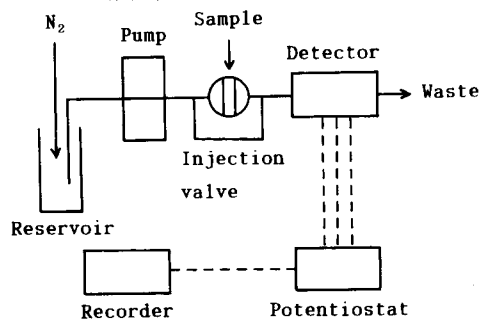 Sample
N₂
Pump
Detector
Waste
Injection
valve
Reservoir
Recorder
Potentiostat